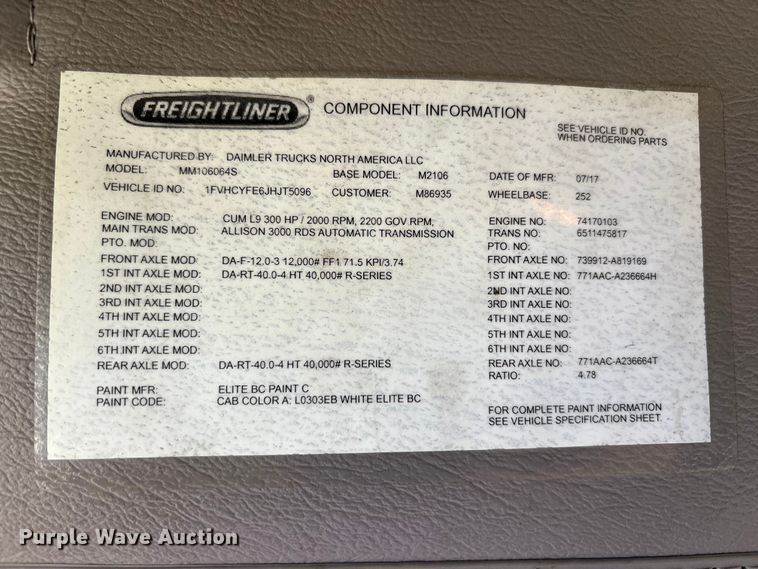 FREIGHTLINER ® COMPONENT INFORMATION
SEE VEHICLE ID NO.
WHEN ORDERING PARTS
MANUFACTURED BY: DAIMLER TRUCKS NORTH AMERICA LLC
MODEL: MM106064S BASE MODEL: M2106 DATE OF MFR: 07/17
VEHICLE ID NO: 1FVHCYFE6JHJT5096 CUSTOMER: M86935 WHEELBASE: 252
ENGINE MOD: CUM L9 300 HP / 2000 RPM, 2200 GOV RPM, ENGINE NO: 74170103
MAIN TRANS MOD: ALLISON 3000 RDS AUTOMATIC TRANSMISSION TRANS NO: 6511475817
PTO. MOD: PTO. NO:
FRONT AXLE MOD: DA-F-12.0-3 12,000# FF1 71.5 KPI/3.74 FRONT AXLE NO: 739912-A819169
1ST INT AXLE MOD: DA-RT-40.0-4 HT 40,000# R-SERIES 1ST INT AXLE NO: 771AAC-A236664H
2ND INT AXLE MOD: 2ND INT AXLE NO:
3RD INT AXLE MOD: 3RD INT AXLE NO:
4TH INT AXLE MOD: 4TH INT AXLE NO:
5TH INT AXLE MOD: 5TH INT AXLE NO:
6TH INT AXLE MOD: 6TH INT AXLE NO:
REAR AXLE MOD: DA-RT-40.0-4 HT 40,000# R-SERIES REAR AXLE NO: 771AAC-A236664T
RATIO: 4.78
PAINT MFR: ELITE BC PAINT C
PAINT CODE: CAB COLOR A: L0303EB WHITE ELITE BC
FOR COMPLETE PAINT INFORMATION
SEE VEHICLE SPECIFICATION SHEET.
Purple Wave Auction